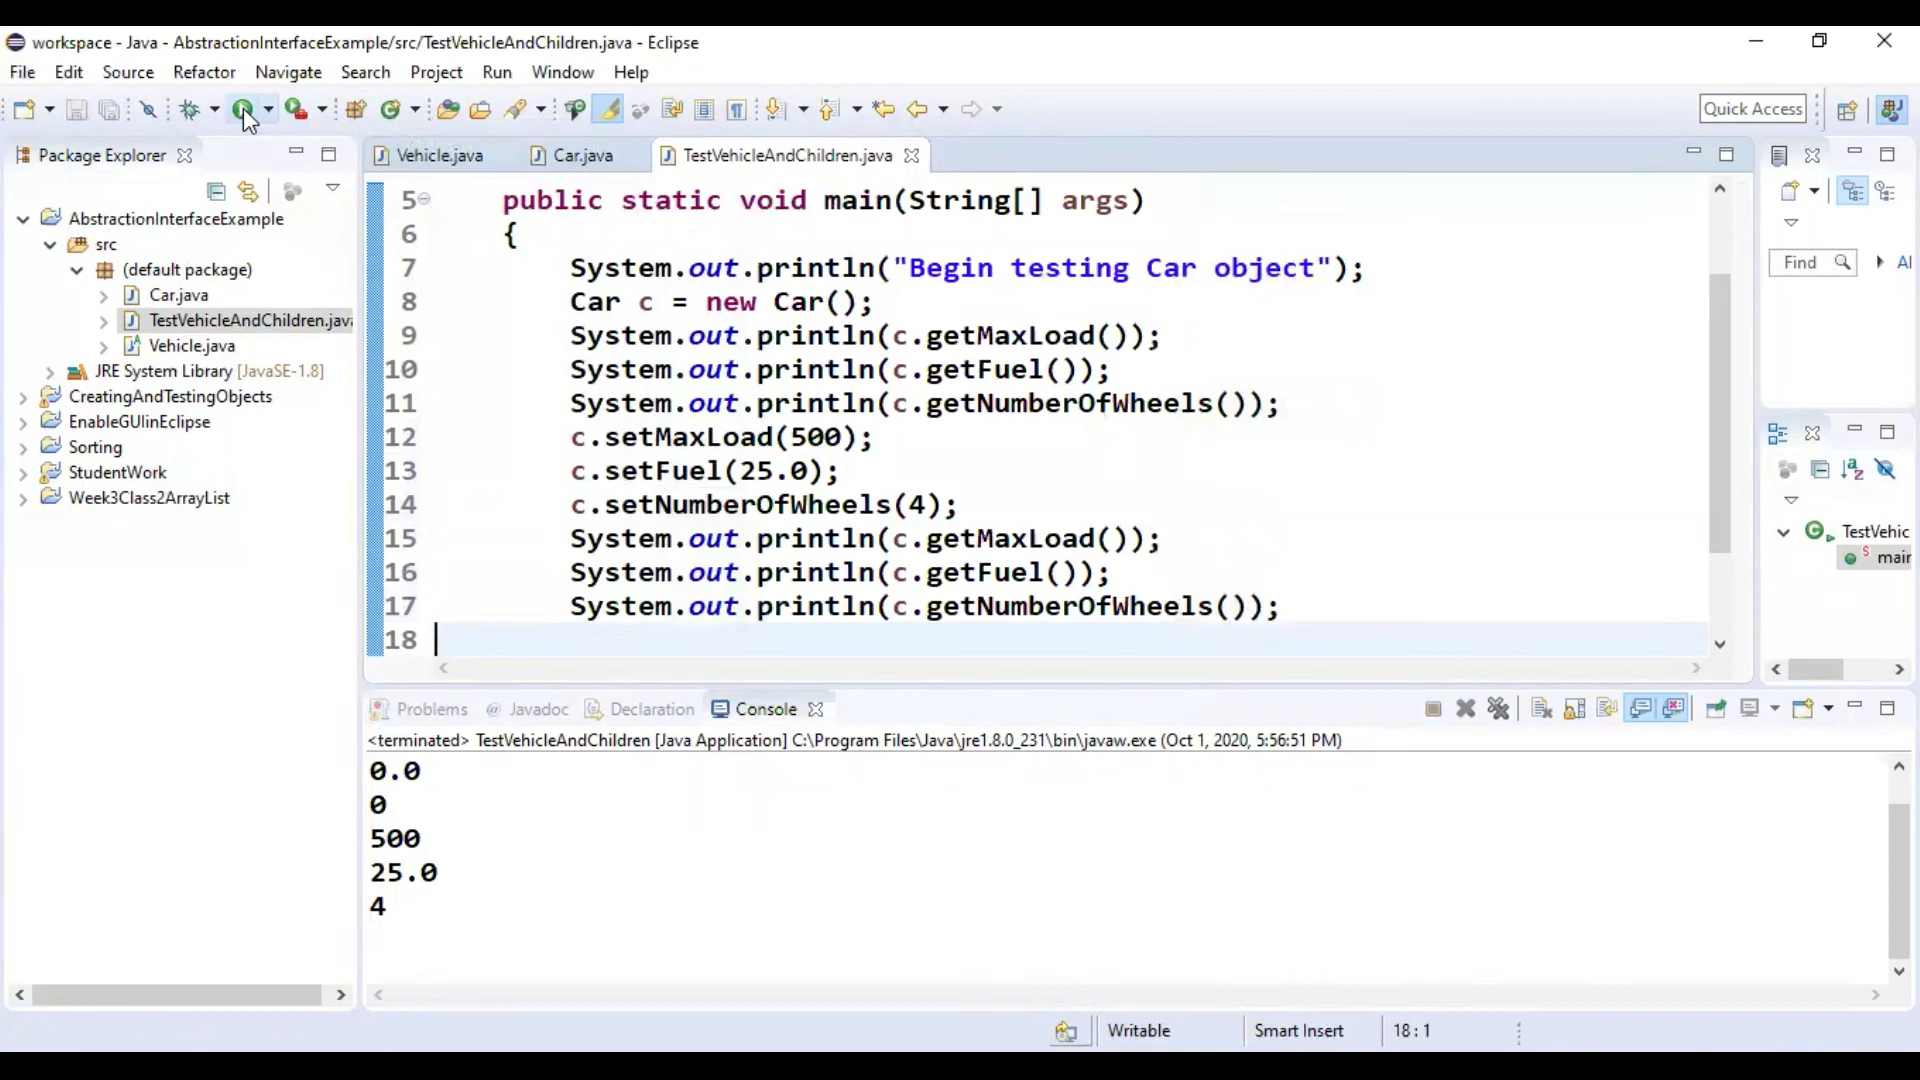 workspace - Java - AbstractionInterfaceExample/src/TestVehicleAndChildren.java - Eclipse
File Edit Source Refactor Navigate Search Project Run Window Help
Quick Access
Package Explorer
AbstractionInterfaceExample
src
(default package)
Car.java
TestVehicleAndChildren.java
Vehicle.java
JRE System Library [JavaSE-1.8]
CreatingAndTestingObjects
EnableGUIinEclipse
Sorting
StudentWork
Week3Class2ArrayList
Vehicle.java Car.java TestVehicleAndChildren.java
5 public static void main(String[] args)
6 {
7 System.out.println("Begin testing Car object");
8 Car c = new Car();
9 System.out.println(c.getMaxLoad());
10 System.out.println(c.getFuel());
11 System.out.println(c.getNumberOfWheels());
12 c.setMaxLoad(500);
13 c.setFuel(25.0);
14 c.setNumberOfWheels(4);
15 System.out.println(c.getMaxLoad());
16 System.out.println(c.getFuel());
17 System.out.println(c.getNumberOfWheels());
18
Find Al
TestVehic
mair
Problems @ Javadoc Declaration Console
<terminated> TestVehicleAndChildren [Java Application] C:\Program Files\Java\jre1.8.0_231\bin\javaw.exe (Oct 1, 2020, 5:56:51 PM)
0.0
0
500
25.0
4
Writable Smart Insert 18 : 1